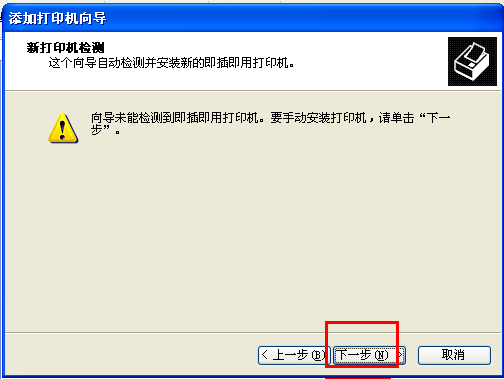 添加打印机向导
新打印机检测
这个向导自动检测并安装新的即插即用打印机。
向导未能检测到即插即用打印机。要手动安装打印机，请单击“下一
步”。
< 上一步(B) 下一步(N) > 取消